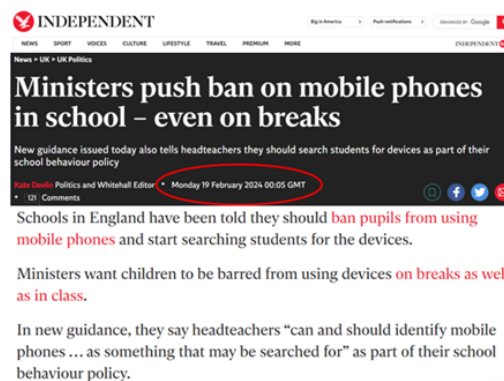 INDEPENDENT
Big in America
Push notifications
ENHANCED BY Google
NEWS SPORT VOICES CULTURE LIFESTYLE TRAVEL PREMIUM MORE INDEPENDENT
News > UK > UK Politics
Ministers push ban on mobile phones
in school – even on breaks
New guidance issued today also tells headteachers they should search students for devices as part of their
school behaviour policy
Kate Devlin Politics and Whitehall Editor • Monday 19 February 2024 00:05 GMT
• 121 Comments
Schools in England have been told they should ban pupils from using
mobile phones and start searching students for the devices.
Ministers want children to be barred from using devices on breaks as wel
as in class.
In new guidance, they say headteachers “can and should identify mobile
phones … as something that may be searched for” as part of their school
behaviour policy.